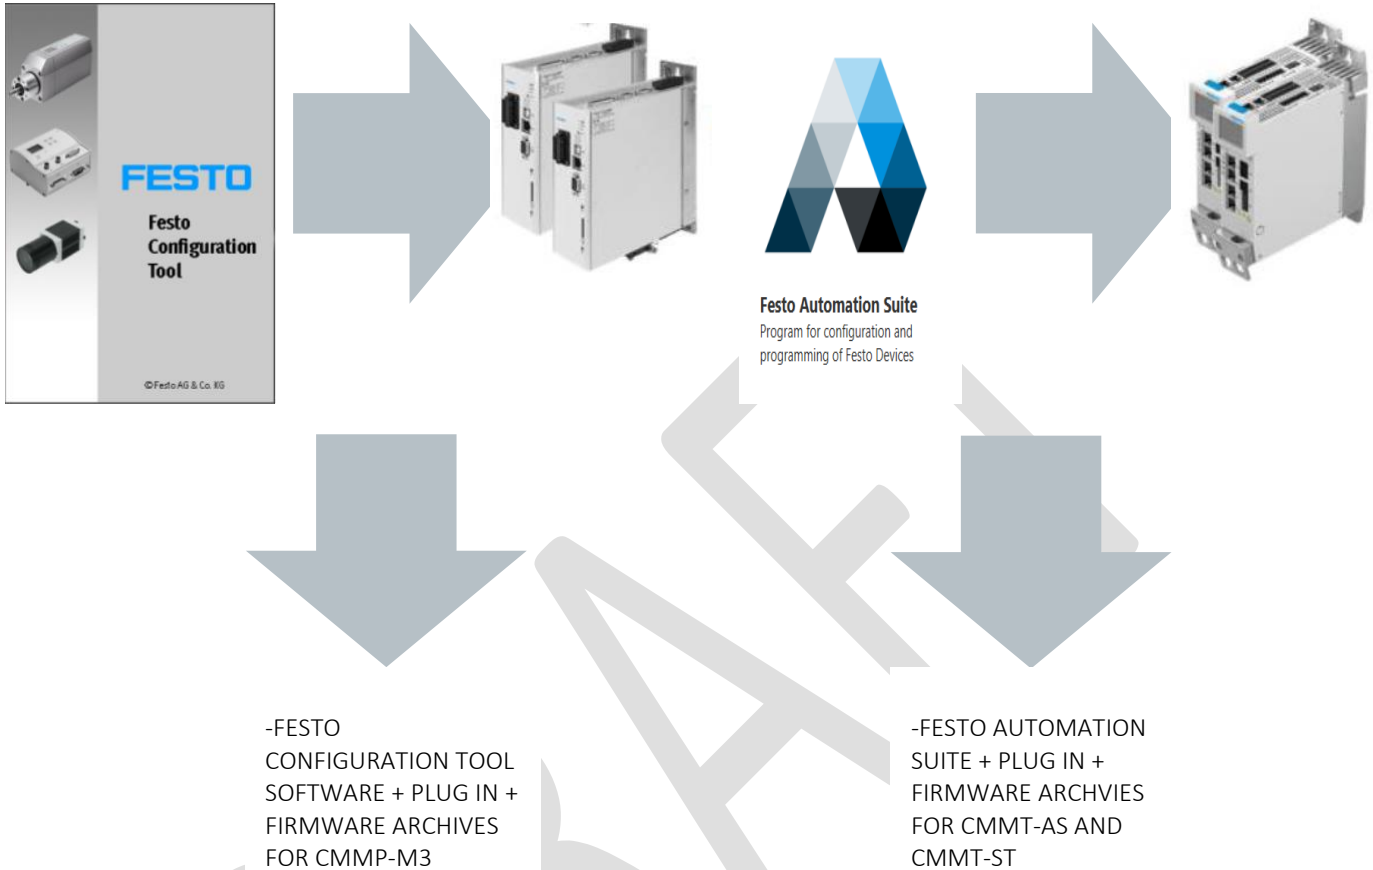 FESTO
Festo
Configuration
Tool
©Festo AG & Co. KG
Festo Automation Suite
Program for configuration and
programming of Festo Devices
-FESTO
CONFIGURATION TOOL
SOFTWARE + PLUG IN +
FIRMWARE ARCHIVES
FOR CMMP-M3
-FESTO AUTOMATION
SUITE + PLUG IN +
FIRMWARE ARCHVIES
FOR CMMT-AS AND
CMMT-ST